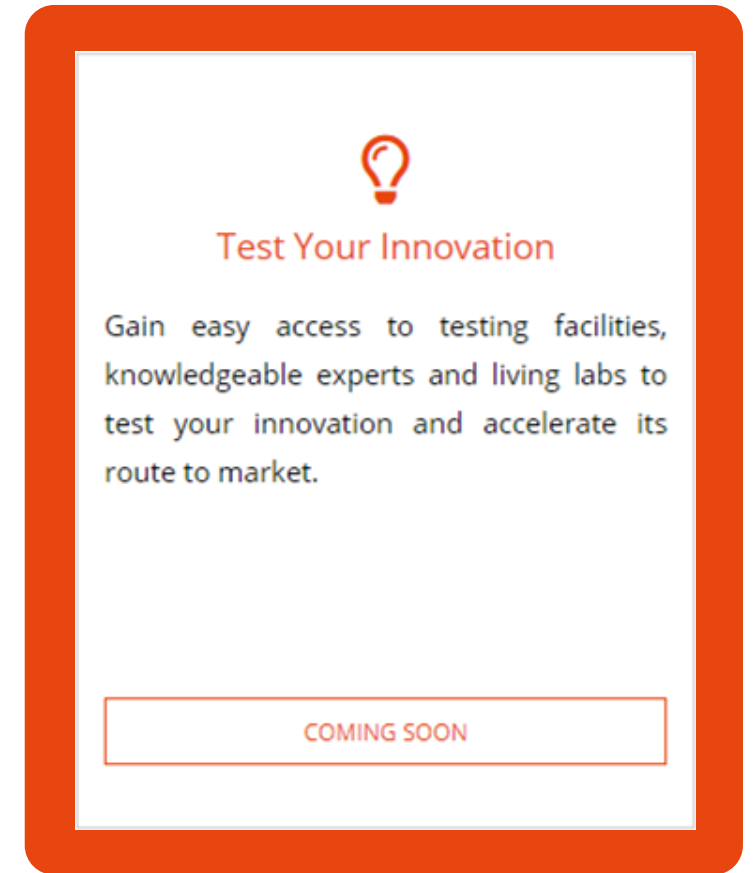 Test Your Innovation
Gain easy access to testing facilities,
knowledgeable experts and living labs to
test your innovation and accelerate its
route to market.
COMING SOON